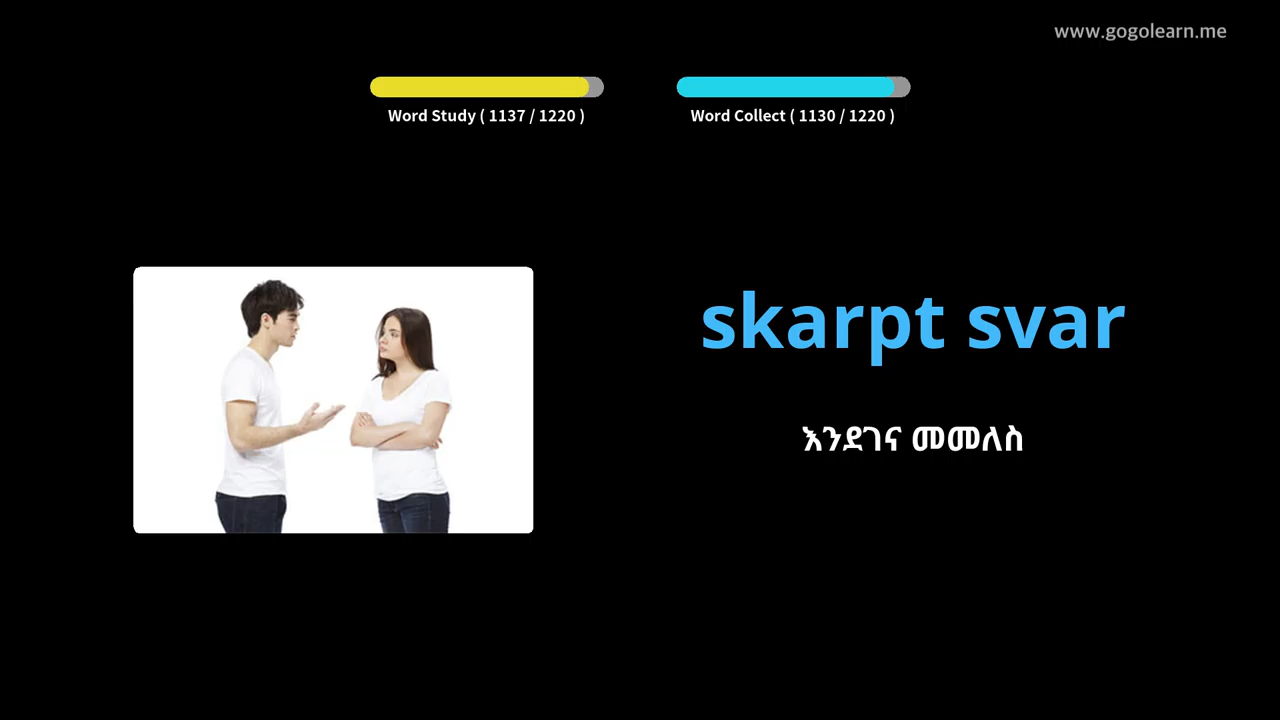 www.gogolearn.me
Word Study ( 1137 / 1220 )
Word Collect ( 1130 / 1220 )
skarpt svar
እንደገና መመለስ